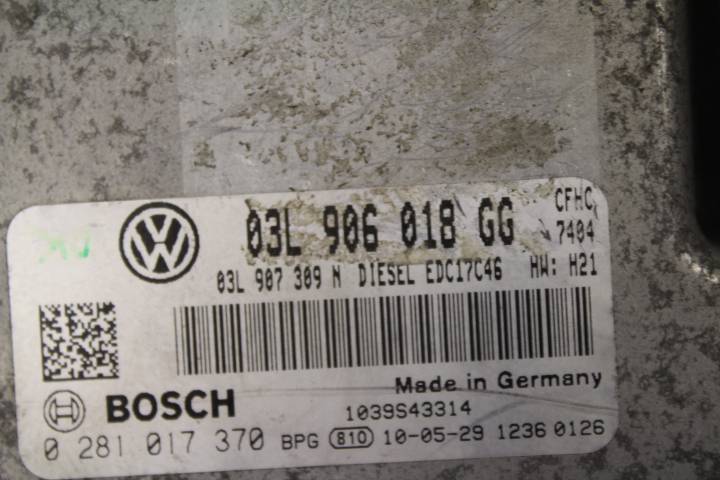 03L 906 018 GG
CFHC
7404
03L 907 309 N DIESEL EDC17C46 HW: H21
Made in Germany
BOSCH 1039S43314
0 281 017 370 BPG 810 10-05-29 1236 0126